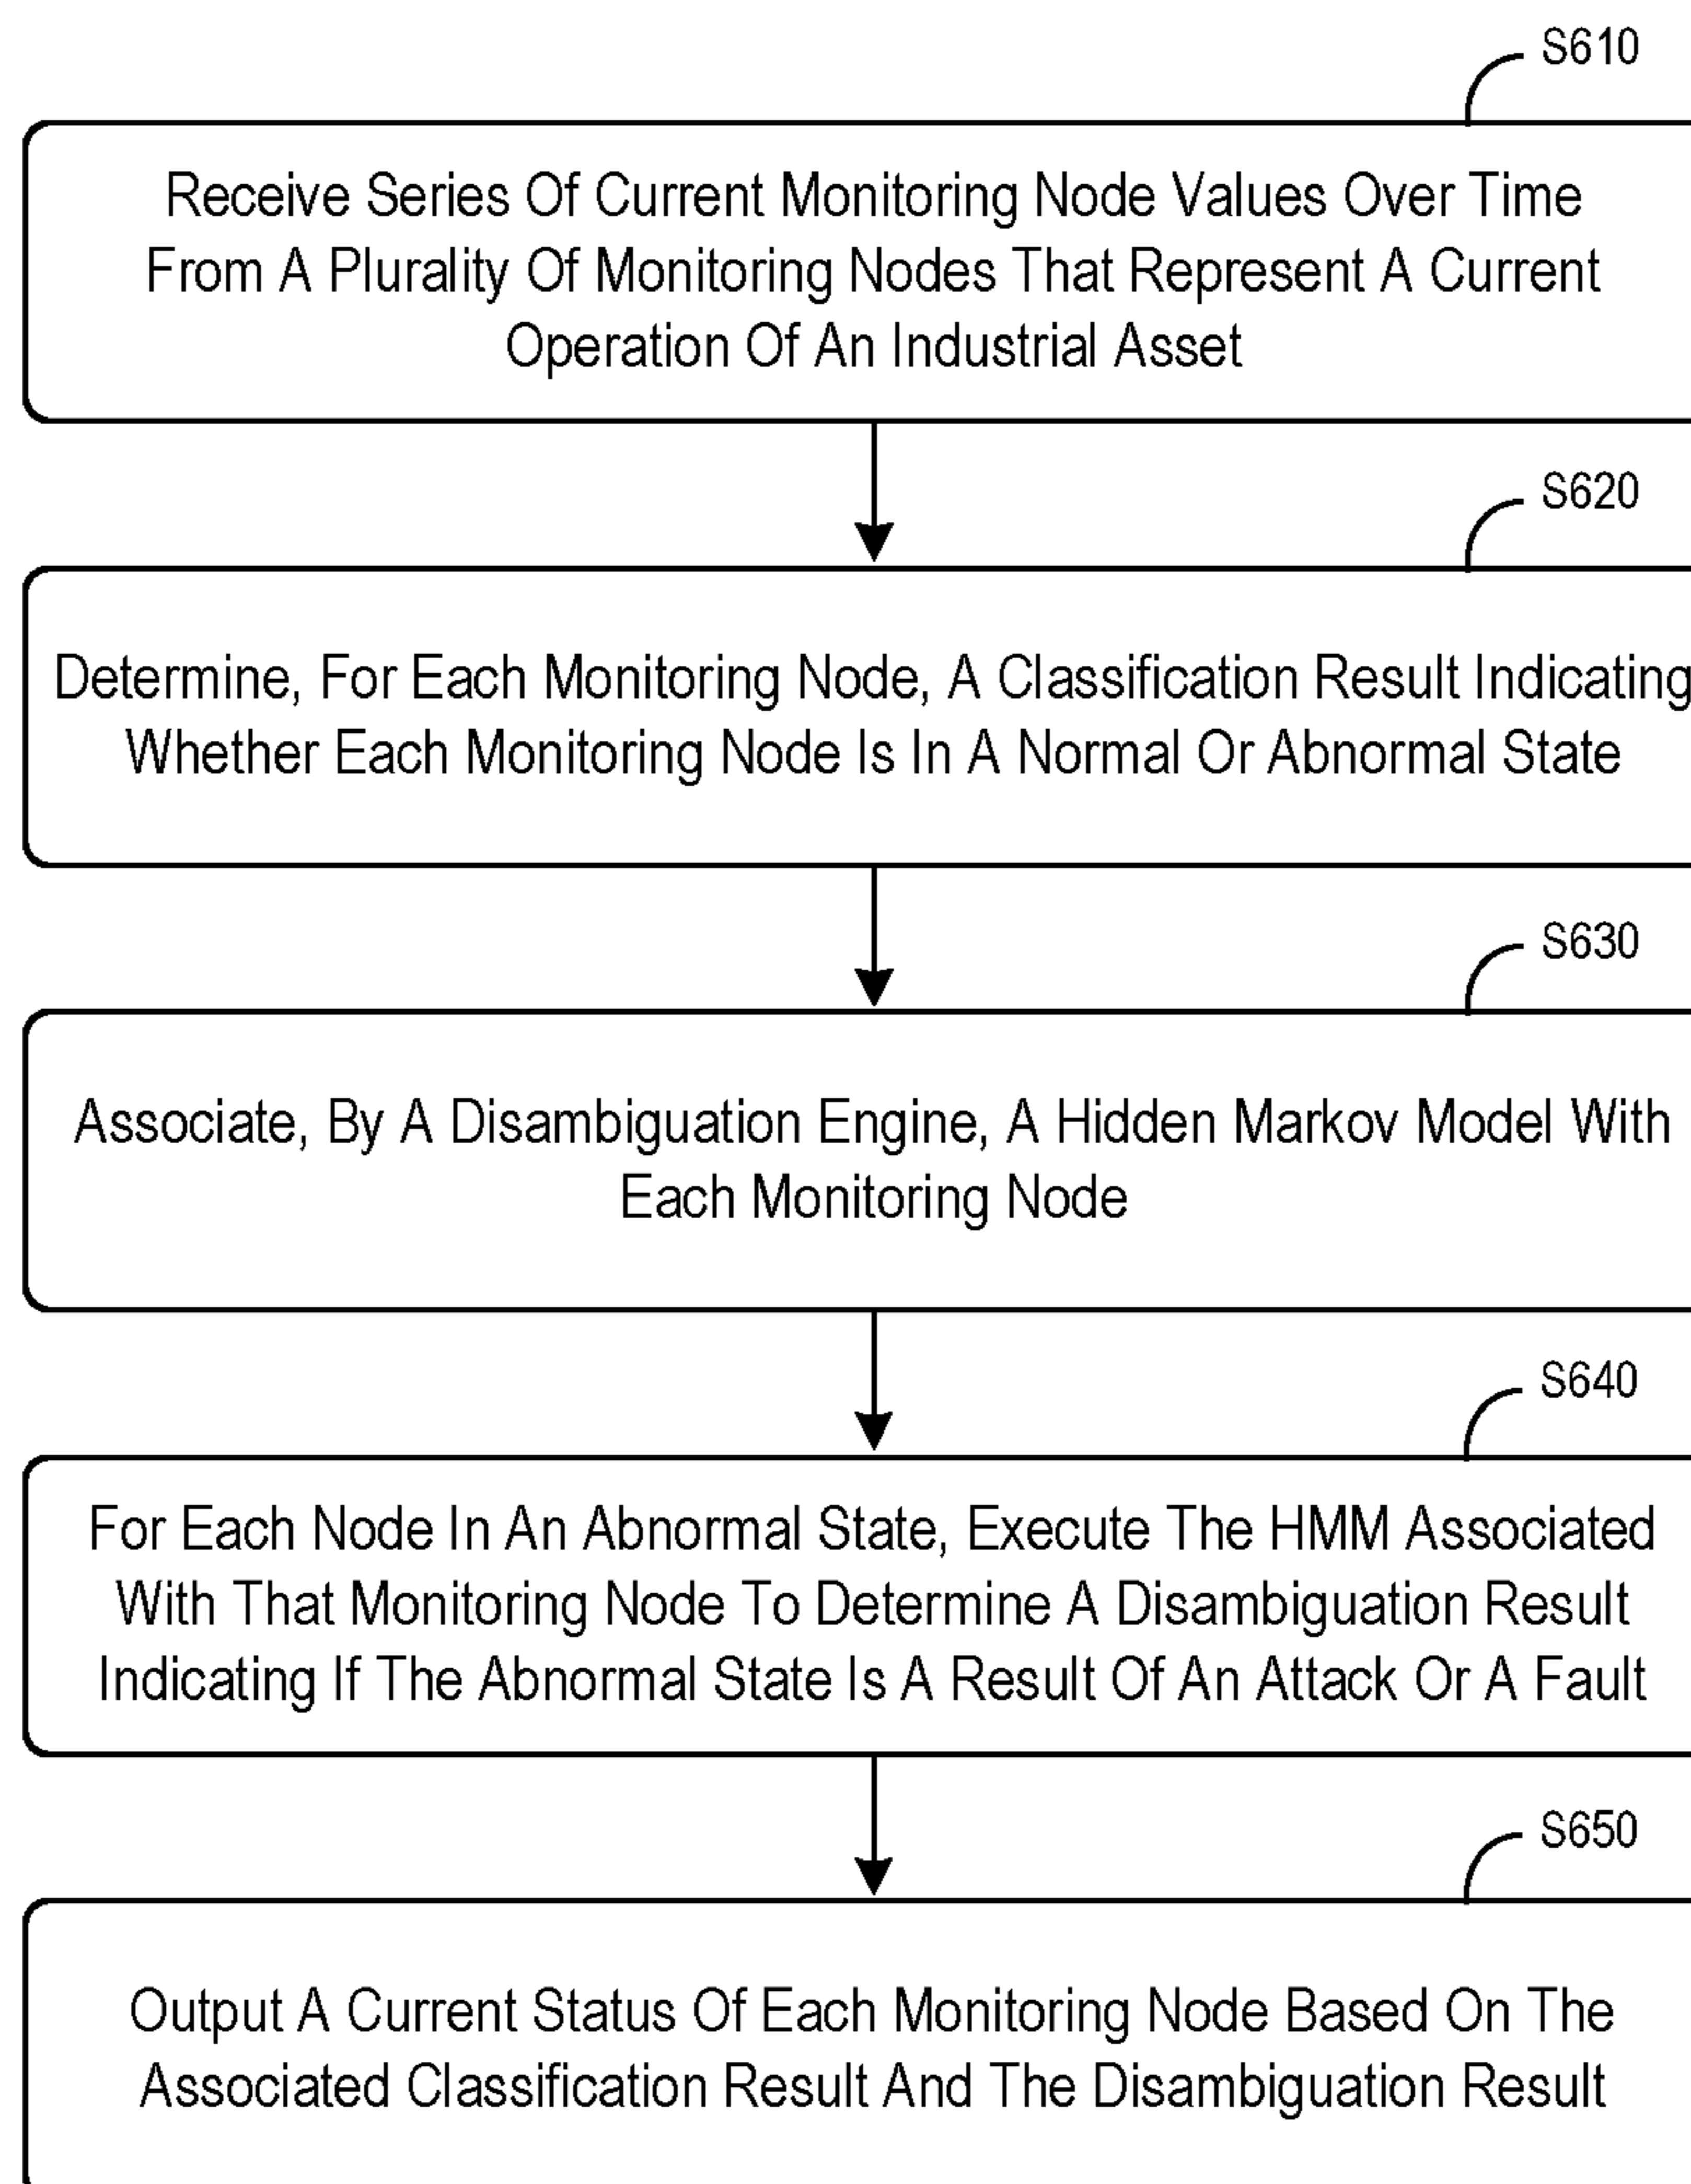 S610
Receive Series Of Current Monitoring Node Values Over Time
From A Plurality Of Monitoring Nodes That Represent A Current
Operation Of An Industrial Asset
S620
Determine, For Each Monitoring Node, A Classification Result Indicating
Whether Each Monitoring Node Is In A Normal Or Abnormal State
S630
Associate, By A Disambiguation Engine, A Hidden Markov Model With
Each Monitoring Node
S640
For Each Node In An Abnormal State, Execute The HMM Associated
With That Monitoring Node To Determine A Disambiguation Result
Indicating If The Abnormal State Is A Result Of An Attack Or A Fault
S650
Output A Current Status Of Each Monitoring Node Based On The
Associated Classification Result And The Disambiguation Result